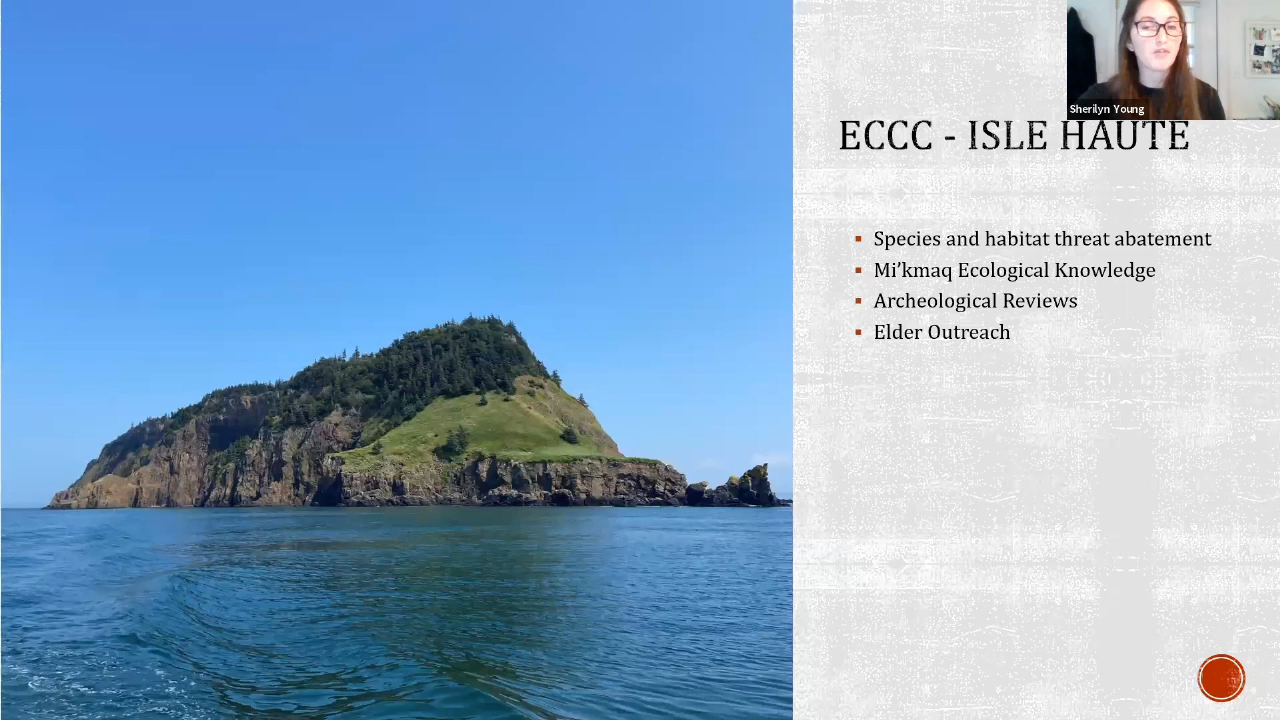 Sherilyn Young
ECCC - ISLE HAUTE
Species and habitat threat abatement
Mi’kmaq Ecological Knowledge
Archeological Reviews
Elder Outreach